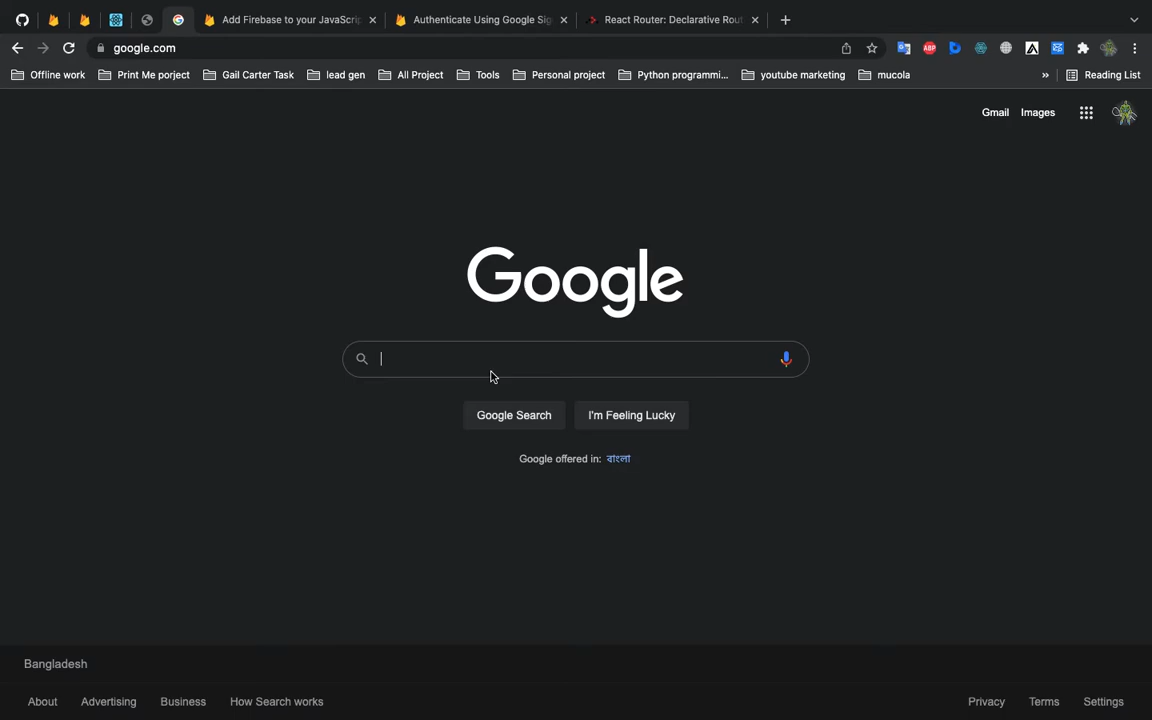 Add Firebase to your JavaScrip
Authenticate Using Google Sig
React Router: Declarative Rout
google.com
ABP
Offline work
Print Me porject
Gail Carter Task
lead gen
All Project
Tools
Personal project
Python programmi...
youtube marketing
mucola
»
Reading List
Gmail
Images
Google
Google Search
I'm Feeling Lucky
Google offered in: বাংলা
Bangladesh
About
Advertising
Business
How Search works
Privacy
Terms
Settings